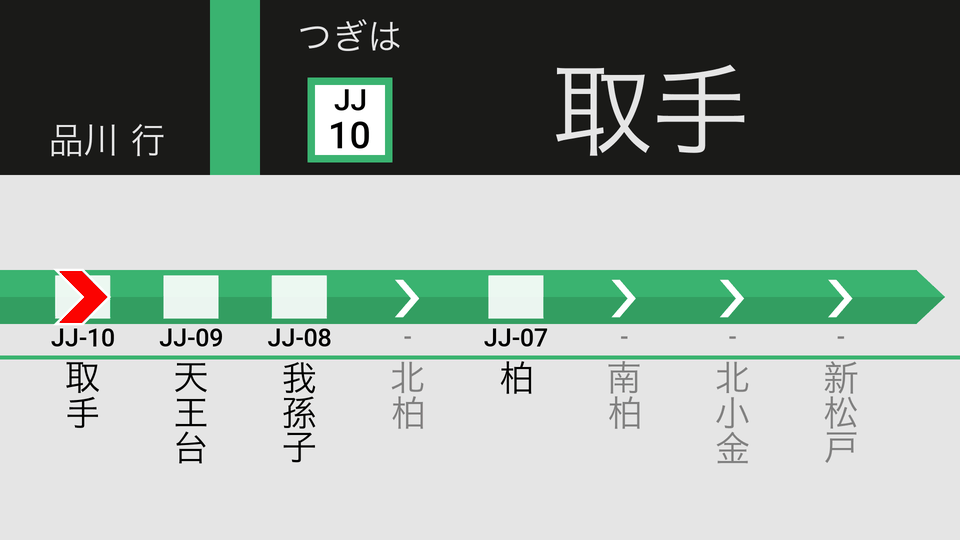 つぎは
品川 行
JJ
10
取手
JJ-10
JJ-09
JJ-08
-
JJ-07
-
-
-
取手
天王台
我孫子
北柏
柏
南柏
北小金
新松戸